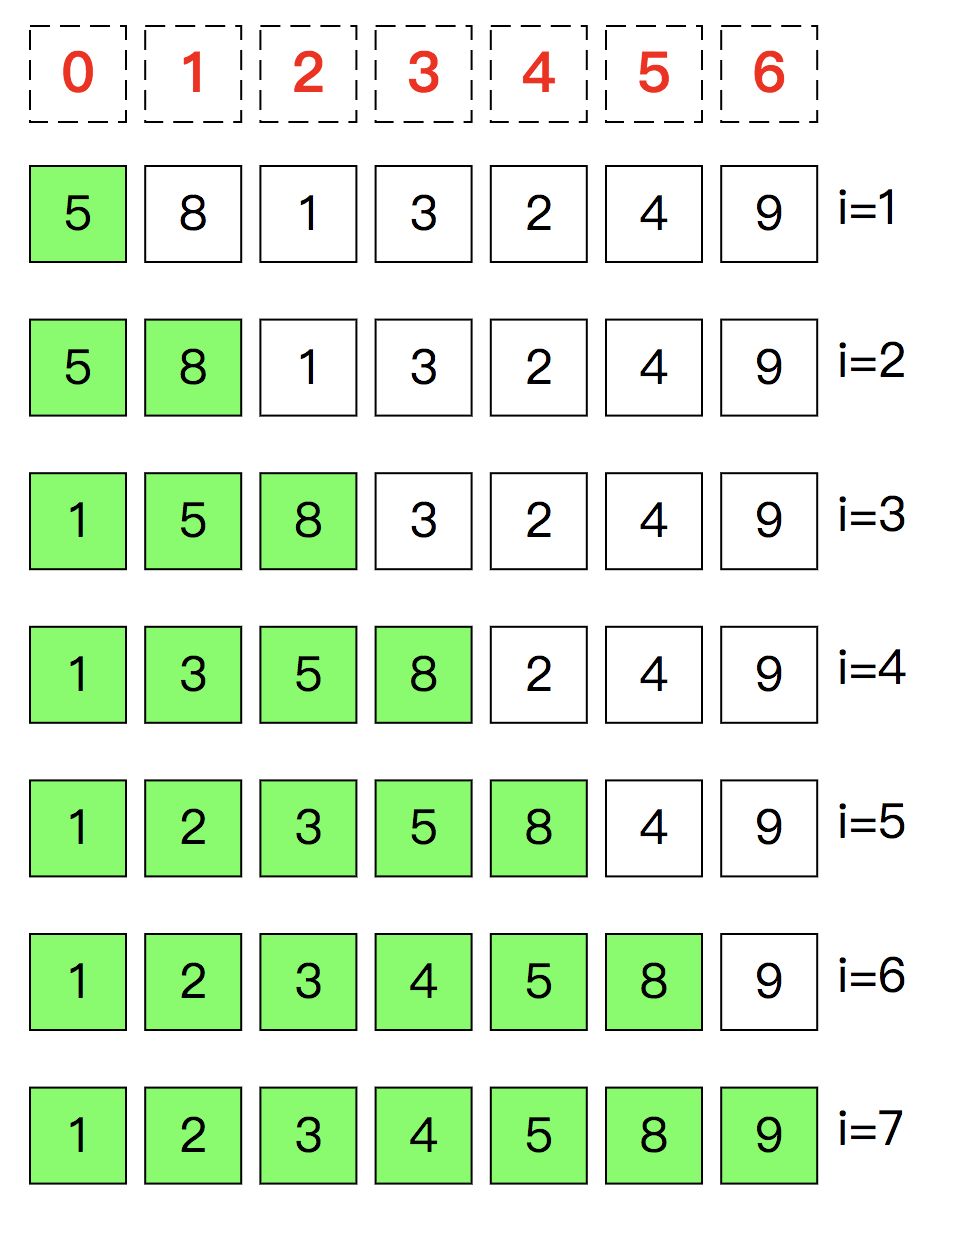 0 1 2 3 4 5 6
5 8 1 3 2 4 9 i=1
5 8 1 3 2 4 9 i=2
1 5 8 3 2 4 9 i=3
1 3 5 8 2 4 9 i=4
1 2 3 5 8 4 9 i=5
1 2 3 4 5 8 9 i=6
1 2 3 4 5 8 9 i=7